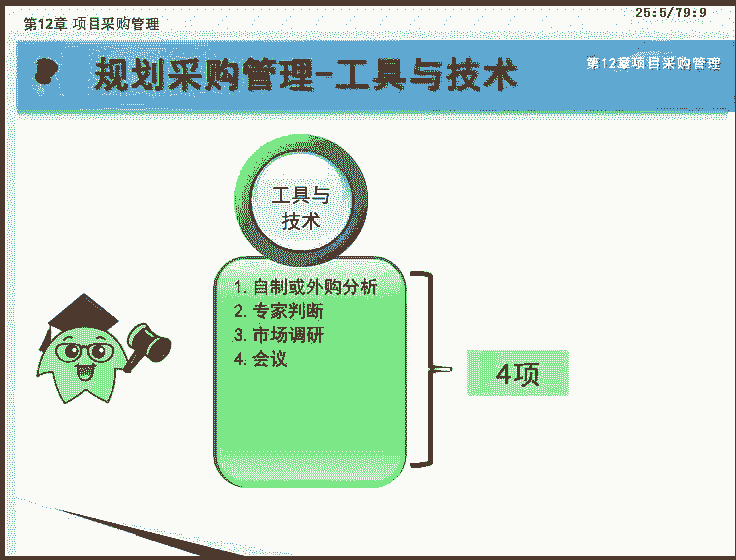 第12章 项目采购管理
25:5/79:9
规划采购管理-工具与技术
第12章项目采购管理
工具与
技术
1. 自制或外购分析
2. 专家判断
3. 市场调研
4. 会议
4项